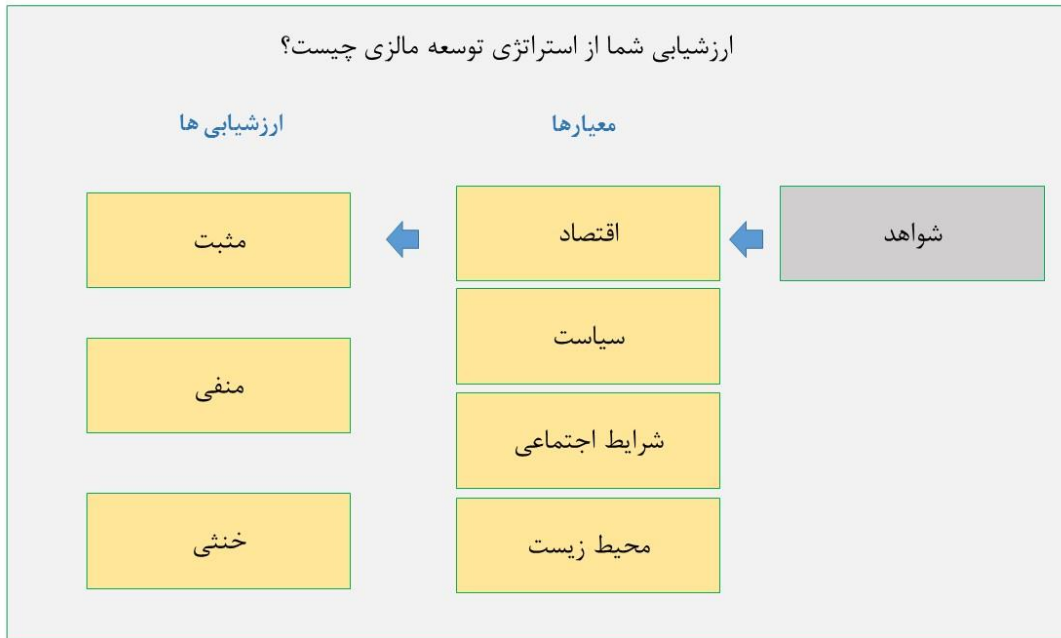 ارزشیابی شما از استراتژی توسعه مالزی چیست؟
معیارها
ارزشیابی ها
شواهد
اقتصاد
مثبت
سیاست
منفی
شرایط اجتماعی
محیط زیست
خنثی